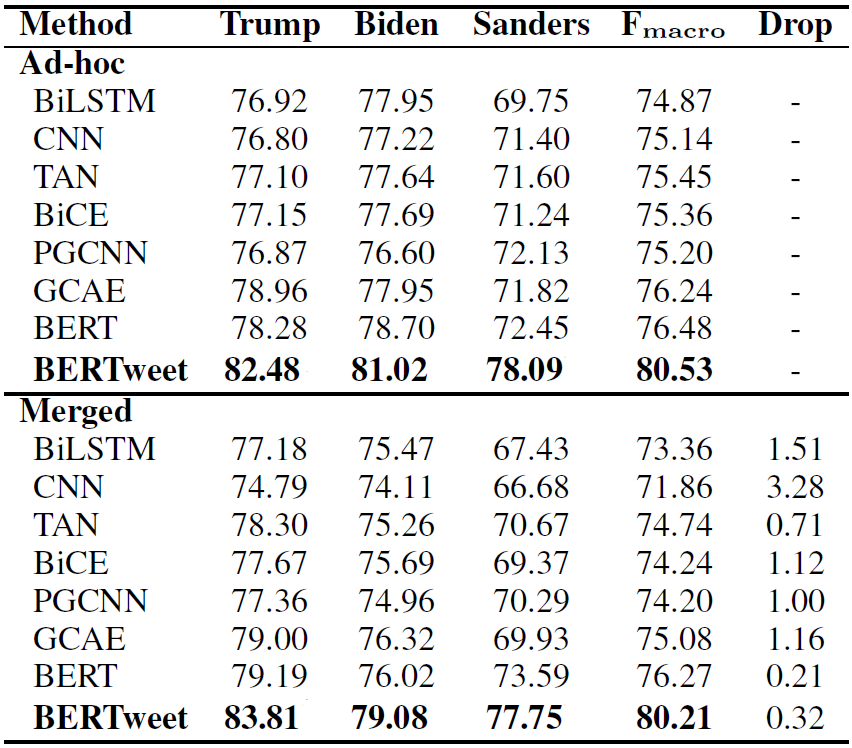 Method Trump Biden Sanders Fmacro Drop
Ad-hoc
BiLSTM 76.92 77.95 69.75 74.87 -
CNN 76.80 77.22 71.40 75.14 -
TAN 77.10 77.64 71.60 75.45 -
BiCE 77.15 77.69 71.24 75.36 -
PGCNN 76.87 76.60 72.13 75.20 -
GCAE 78.96 77.95 71.82 76.24 -
BERT 78.28 78.70 72.45 76.48 -
BERTweet 82.48 81.02 78.09 80.53 -
Merged
BiLSTM 77.18 75.47 67.43 73.36 1.51
CNN 74.79 74.11 66.68 71.86 3.28
TAN 78.30 75.26 70.67 74.74 0.71
BiCE 77.67 75.69 69.37 74.24 1.12
PGCNN 77.36 74.96 70.29 74.20 1.00
GCAE 79.00 76.32 69.93 75.08 1.16
BERT 79.19 76.02 73.59 76.27 0.21
BERTweet 83.81 79.08 77.75 80.21 0.32